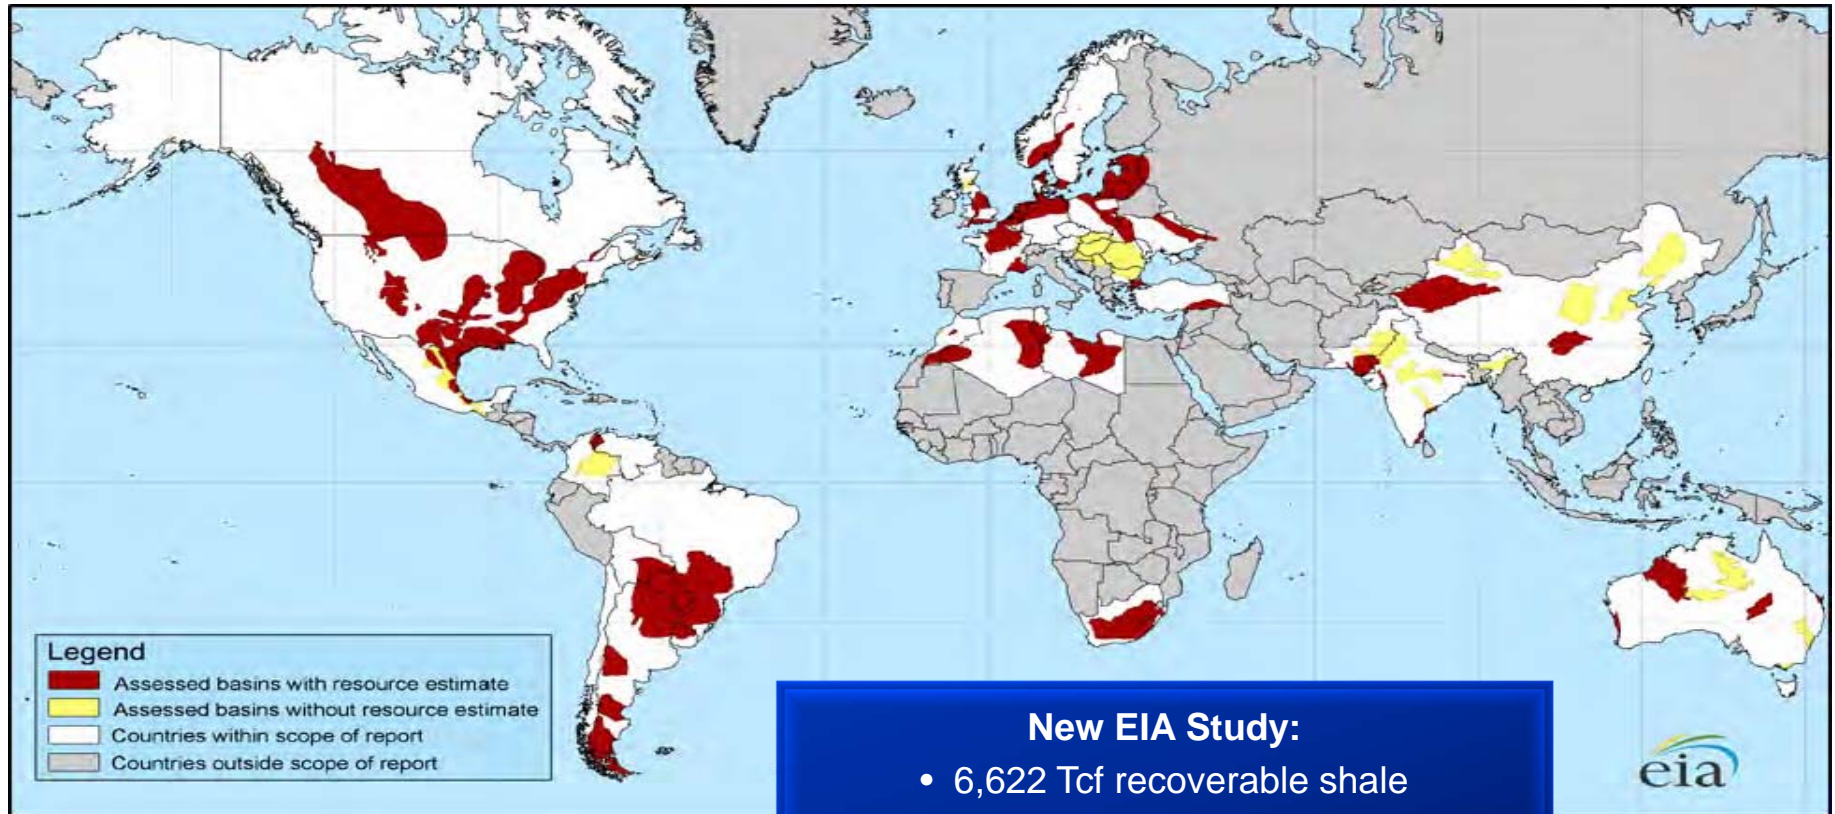 Legend
Assessed basins with resource estimate
Assessed basins without resource estimate
Countries within scope of report
Countries outside scope of report
New EIA Study:
• 6,622 Tcf recoverable shale
eia